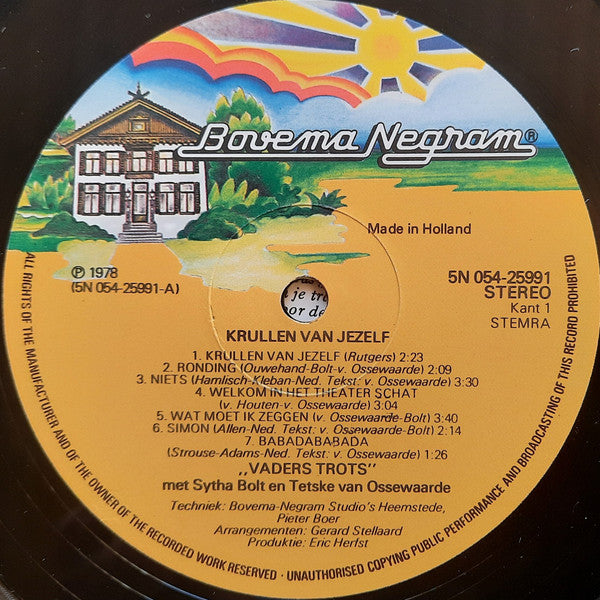 Bovema Negram®
Made in Holland
℗ 1978
(5N 054-25991-A)
5N 054-25991
STEREO
Kant 1
STEMRA
je
or de
KRULLEN VAN JEZELF
1. KRULLEN VAN JEZELF (Rutgers) 2:23
2. RONDING (Ouwehand-Bolt-v. Ossewaarde) 2:09
3. NIETS (Hamlisch-Kleban-Ned. Tekst: v. Ossewaarde) 3:30
4. WELKOM IN HET THEATER SCHAT
(v. Houten-v. Ossewaarde) 3:04
5. WAT MOET IK ZEGGEN (v. Ossewaarde-Bolt) 3:40
6. SIMON (Allen-Ned. Tekst: v. Ossewaarde-Bolt) 2:14
7. BABADABABADA
(Strouse-Adams-Ned. Tekst: v. Ossewaarde) 1:26
,,VADERS TROTS''
met Sytha Bolt en Tetske van Ossewaarde
Techniek: Bovema-Negram Studio's Heemstede,
Pieter Boer
Arrangementen: Gerard Stellaard
Produktie: Eric Herfst
ALL RIGHTS OF THE MANUFACTURER AND OF THE OWNER OF THE RECORDED WORK RESERVED · UNAUTHORISED COPYING PUBLIC PERFORMANCE AND BROADCASTING OF THIS RECORD PROHIBITED